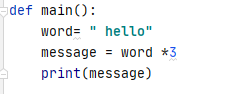 def main():
    word= " hello"
    message = word *3
    print(message)